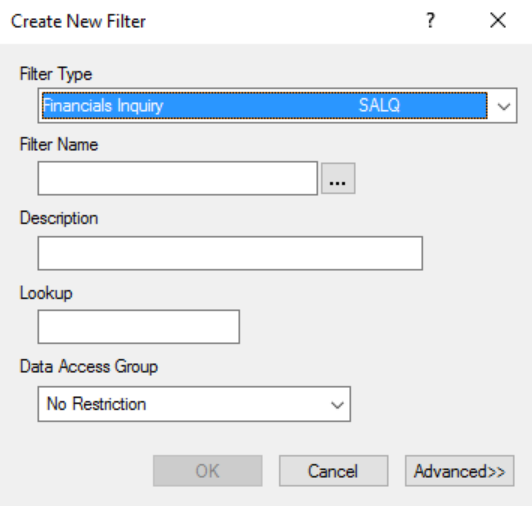 Create New Filter ? ×
Filter Type
Financials Inquiry SALQ
Filter Name
...
Description
Lookup
Data Access Group
No Restriction
OK Cancel Advanced>>